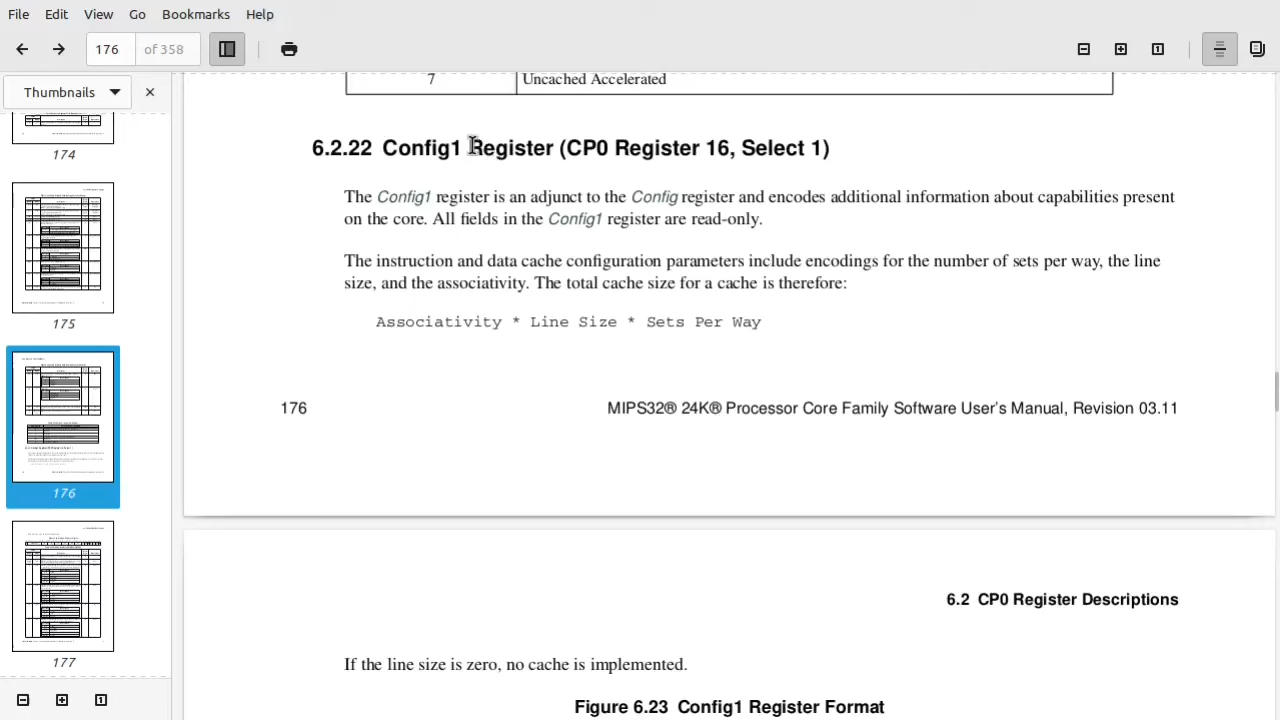 File Edit View Go Bookmarks Help
176 of 358
Thumbnails
174
175
176
177
7 Uncached Accelerated
6.2.22 Config1 Register (CP0 Register 16, Select 1)
The Config1 register is an adjunct to the Config register and encodes additional information about capabilities present
on the core. All fields in the Config1 register are read-only.
The instruction and data cache configuration parameters include encodings for the number of sets per way, the line
size, and the associativity. The total cache size for a cache is therefore:
Associativity * Line Size * Sets Per Way
176 MIPS32® 24K® Processor Core Family Software User's Manual, Revision 03.11
6.2 CP0 Register Descriptions
If the line size is zero, no cache is implemented.
Figure 6.23 Config1 Register Format